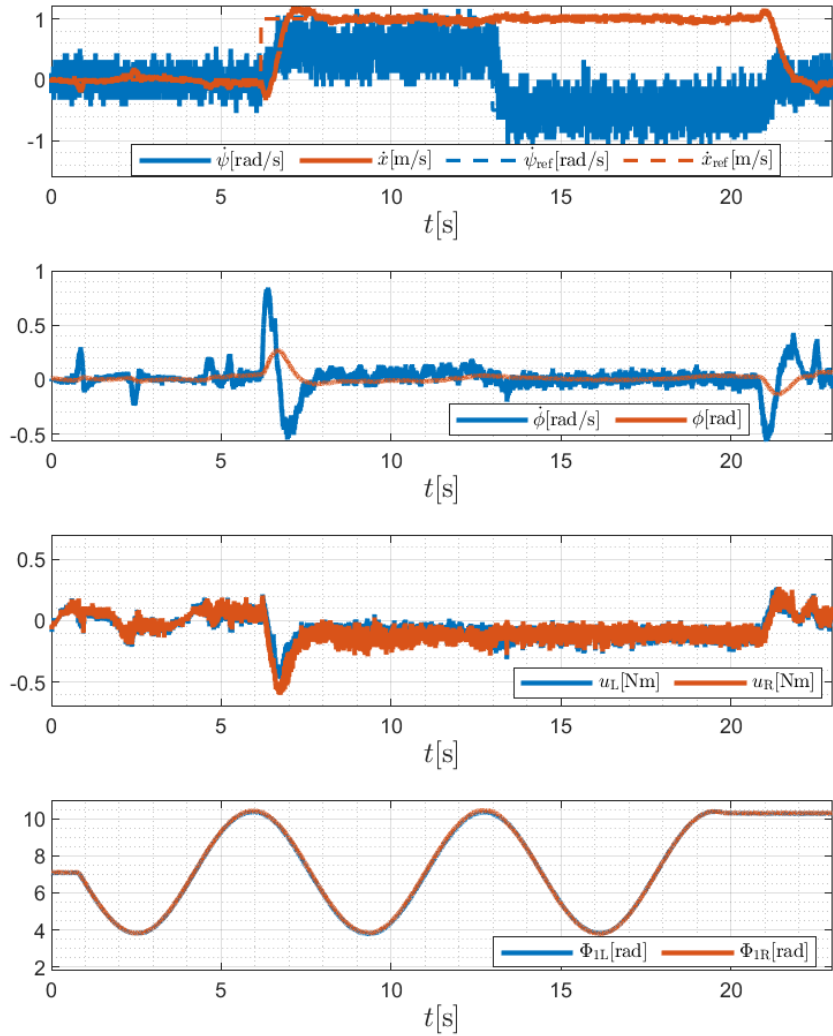 1
0
-1
ψ̇[rad/s] ẋ[m/s] ψ̇ref[rad/s] ẋref[m/s]
0 5 10 15 20
t[s]
1
0.5
0
-0.5
ϕ̇[rad/s] ϕ[rad]
0 5 10 15 20
t[s]
0.5
0
-0.5
uL[Nm] uR[Nm]
0 5 10 15 20
t[s]
10
8
6
4
2
Φ1L[rad] Φ1R[rad]
0 5 10 15 20
t[s]